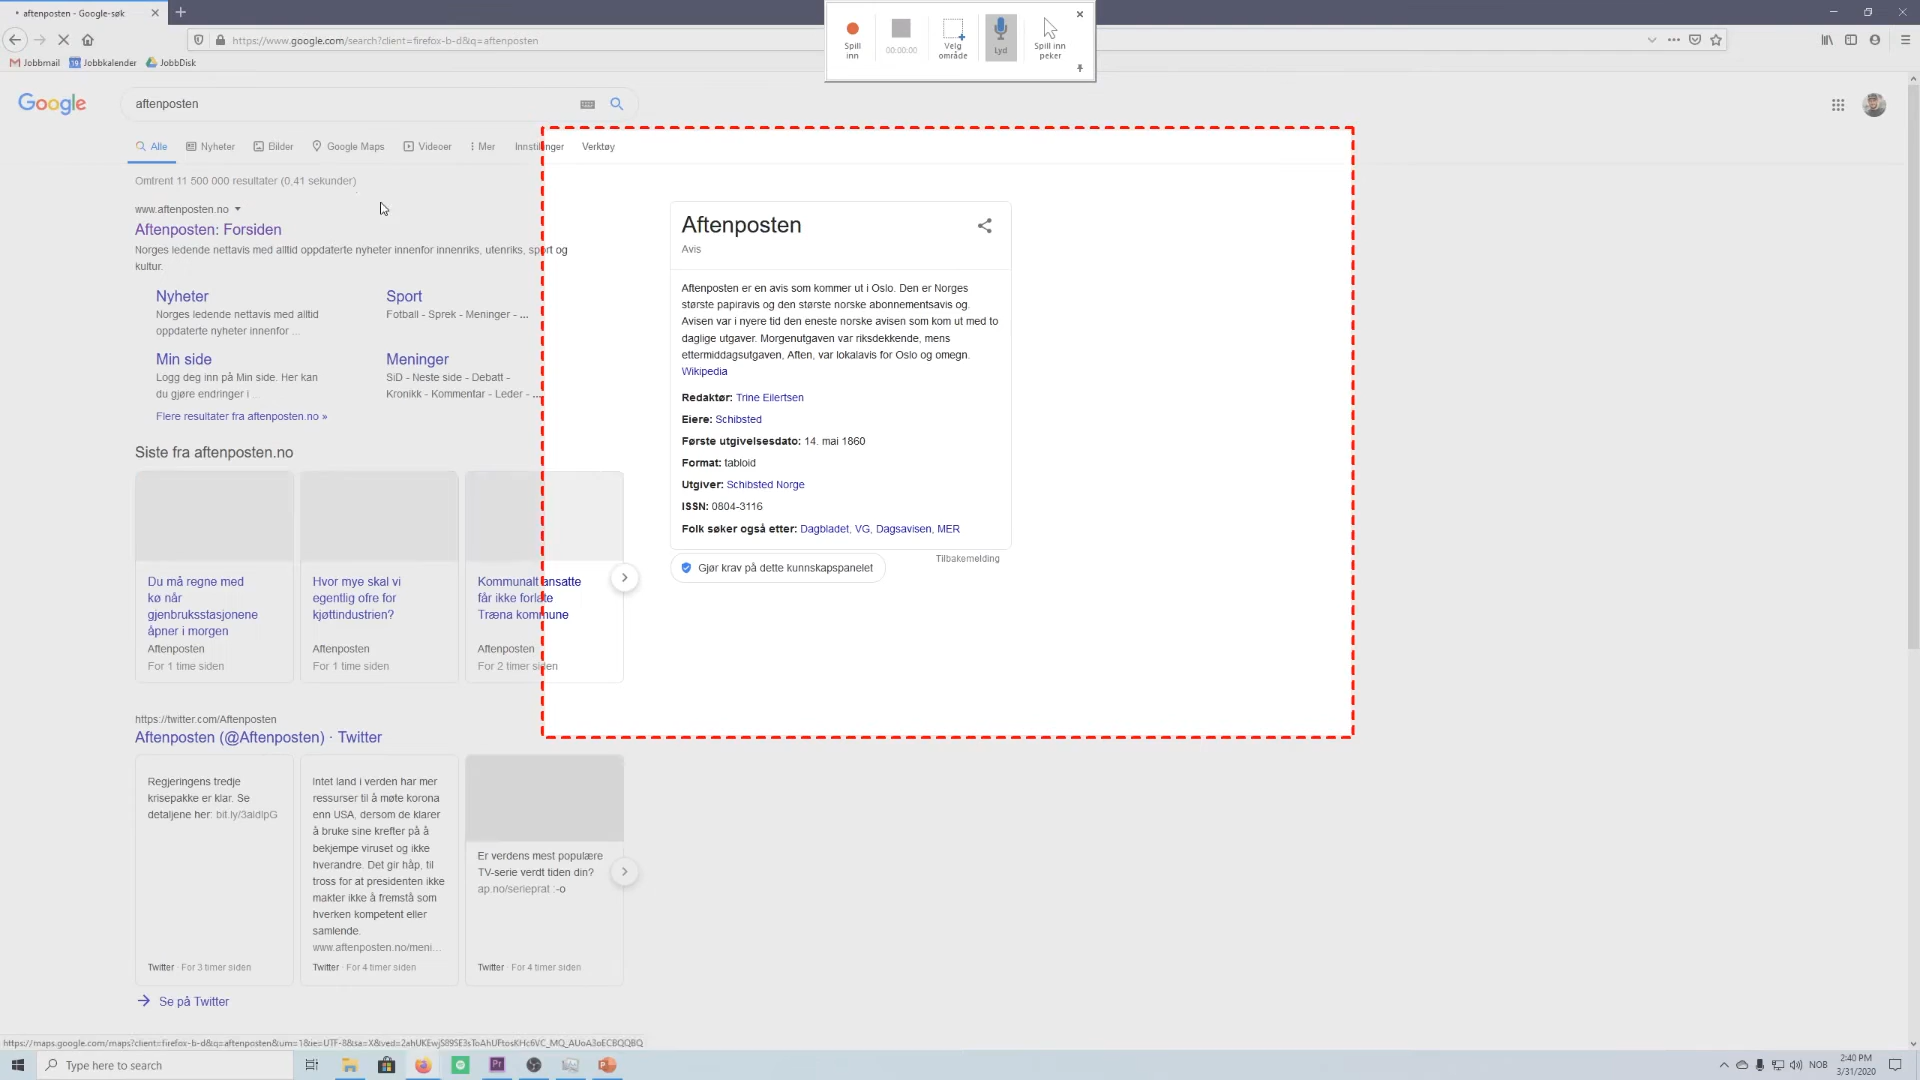 aftenposten - Google-søk
https://www.google.com/search?client=firefox-b-d&q=aftenposten
Jobbmail
Jobbkalender
JobbDisk
Spill
inn
00:00:00
Velg
område
Lyd
Spill inn
peker
Google
aftenposten
Alle
Nyheter
Bilder
Google Maps
Videoer
Mer
Innstillinger
Verktøy
Omtrent 11 500 000 resultater (0,41 sekunder)
www.aftenposten.no
Aftenposten: Forsiden
Norges ledende nettavis med alltid oppdaterte nyheter innenfor innenriks, utenriks, sport og
kultur.
Nyheter
Norges ledende nettavis med alltid
oppdaterte nyheter innenfor ...
Sport
Fotball - Sprek - Meninger - ...
Min side
Logg deg inn på Min side. Her kan
du gjøre endringer i ...
Meninger
SiD - Neste side - Debatt -
Kronikk - Kommentar - Leder - ...
Flere resultater fra aftenposten.no »
Siste fra aftenposten.no
Du må regne med
kø når
gjenbruksstasjonene
åpner i morgen
Aftenposten
For 1 time siden
Hvor mye skal vi
egentlig ofre for
kjøttindustrien?
Aftenposten
For 1 time siden
Kommunalt ansatte
får ikke forlate
Træna kommune
Aftenposten
For 2 timer siden
https://twitter.com/Aftenposten
Aftenposten (@Aftenposten) · Twitter
Regjeringens tredje
krisepakke er klar. Se
detaljene her: bit.ly/3aldlpG
Twitter · For 3 timer siden
Intet land i verden har mer
ressurser til å møte korona
enn USA, dersom de klarer
å bruke sine krefter på å
bekjempe viruset og ikke
hverandre. Det gir håp, til
tross for at presidenten ikke
makter ikke å fremstå som
hverken kompetent eller
samlende.
www.aftenposten.no/meni...
Twitter · For 4 timer siden
Er verdens mest populære
TV-serie verdt tiden din?
ap.no/serieprat :-o
Twitter · For 4 timer siden
Se på Twitter
Aftenposten
Avis
Aftenposten er en avis som kommer ut i Oslo. Den er Norges
største papiravis og den største norske abonnementsavis og.
Avisen var i nyere tid den eneste norske avisen som kom ut med to
daglige utgaver. Morgenutgaven var riksdekkende, mens
ettermiddagsutgaven, Aften, var lokalavis for Oslo og omegn.
Wikipedia
Redaktør: Trine Eilertsen
Eiere: Schibsted
Første utgivelsesdato: 14. mai 1860
Format: tabloid
Utgiver: Schibsted Norge
ISSN: 0804-3116
Folk søker også etter: Dagbladet, VG, Dagsavisen, MER
Tilbakemelding
Gjør krav på dette kunnskapspanelet
Type here to search
NOB
2:40 PM
3/31/2020